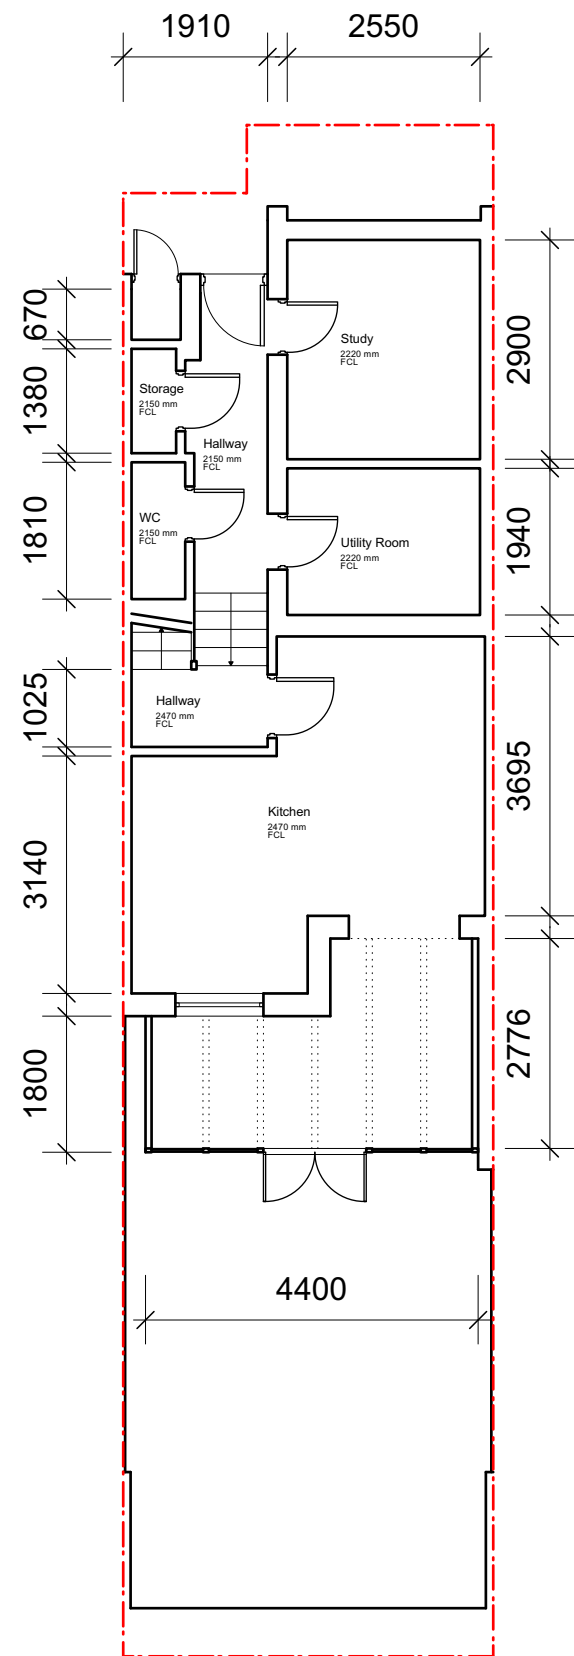 1910
2550
670
1380
1810
1025
3140
1800
Study
2220 mm
FCL
Storage
2150 mm
FCL
Hallway
2150 mm
FCL
WC
2150 mm
FCL
Utility Room
2220 mm
FCL
Hallway
2470 mm
FCL
Kitchen
2470 mm
FCL
2900
1940
3695
2776
4400